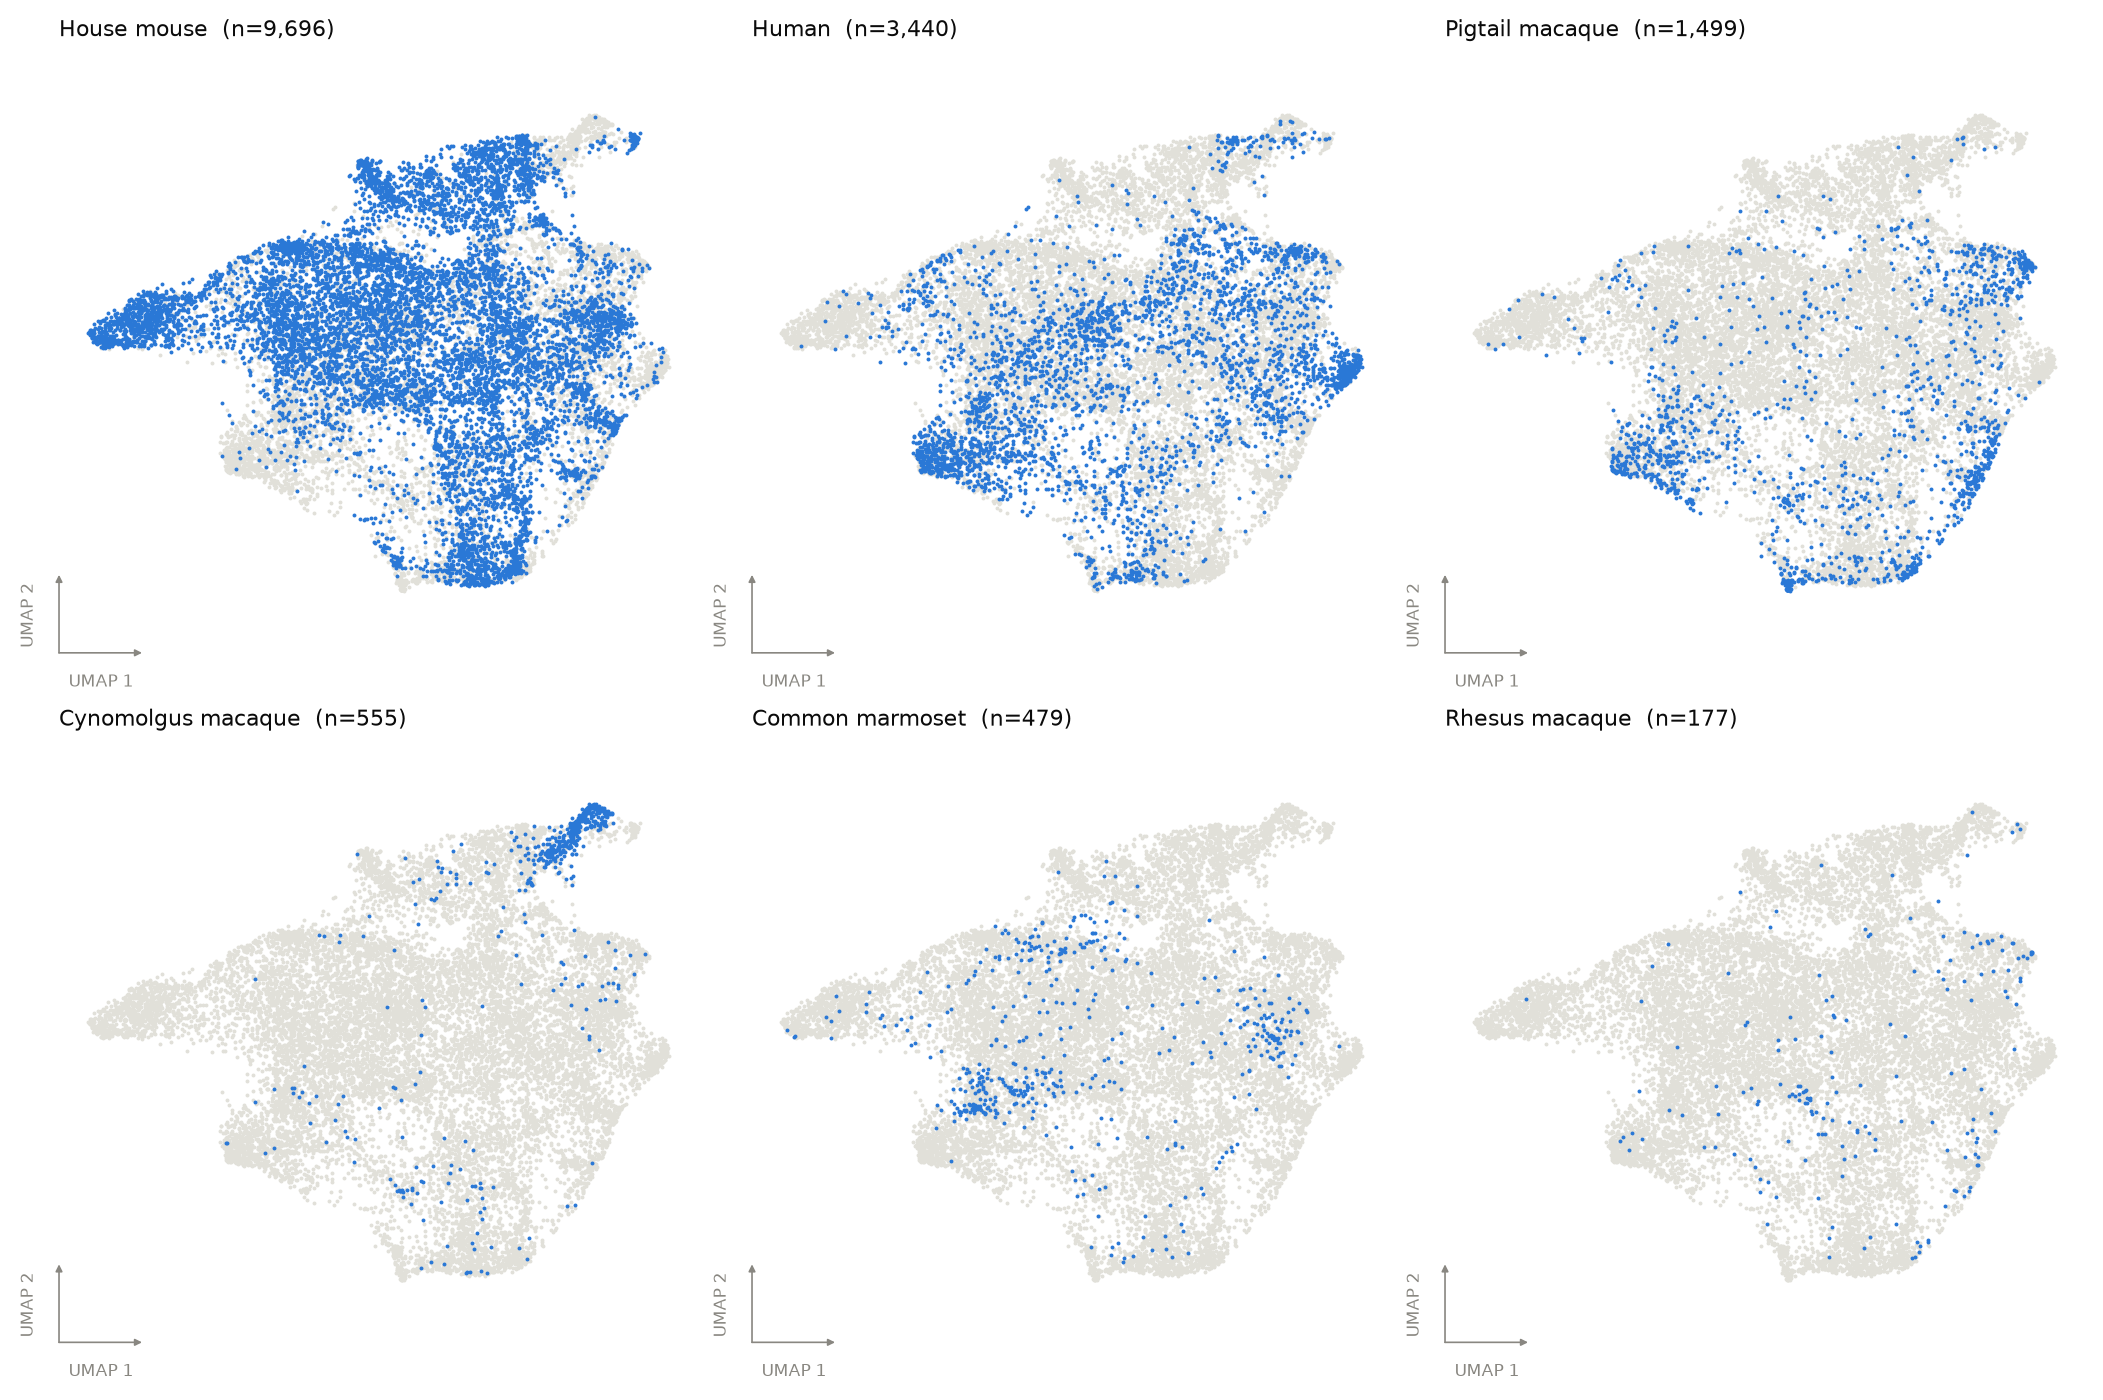 House mouse  (n=9,696)
Human  (n=3,440)
Pigtail macaque  (n=1,499)
UMAP 2
UMAP 1
UMAP 2
UMAP 1
UMAP 2
UMAP 1
Cynomolgus macaque  (n=555)
Common marmoset  (n=479)
Rhesus macaque  (n=177)
UMAP 2
UMAP 1
UMAP 2
UMAP 1
UMAP 2
UMAP 1